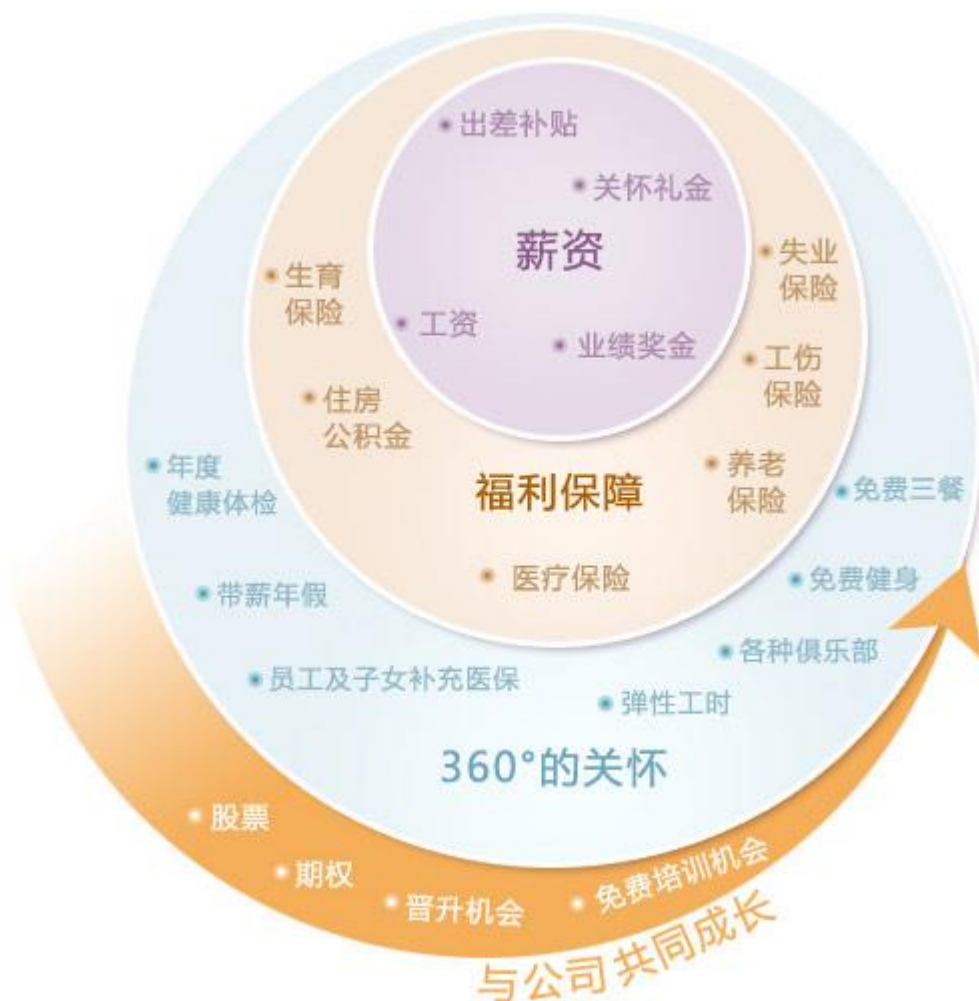 出差补贴
关怀礼金
薪资
工资
业绩奖金
生育
保险
失业
保险
住房
公积金
工伤
保险
福利保障
养老
保险
医疗保险
年度
健康体检
免费三餐
带薪年假
免费健身
员工及子女补充医保
各种俱乐部
弹性工时
360°的关怀
股票
期权
晋升机会
免费培训机会
与公司共同成长